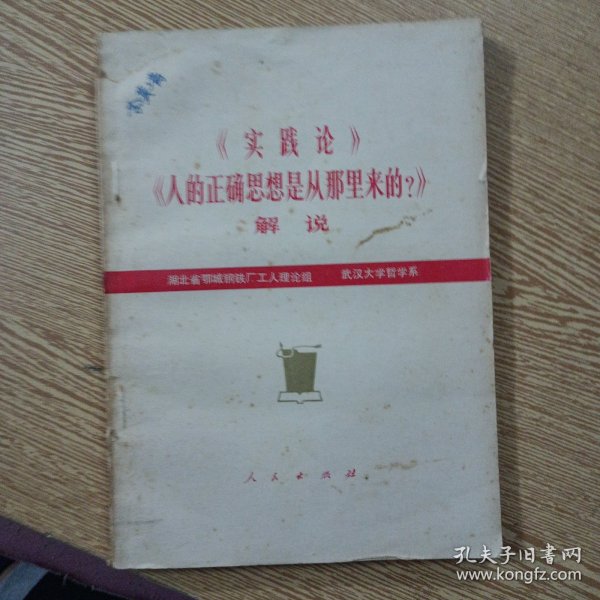 《实践论》
《人的正确思想是从那里来的？》
解说
湖北省鄂城钢铁厂工人理论组 武汉大学哲学系
人民出版社
孔夫子旧书网
www.kongfz.com